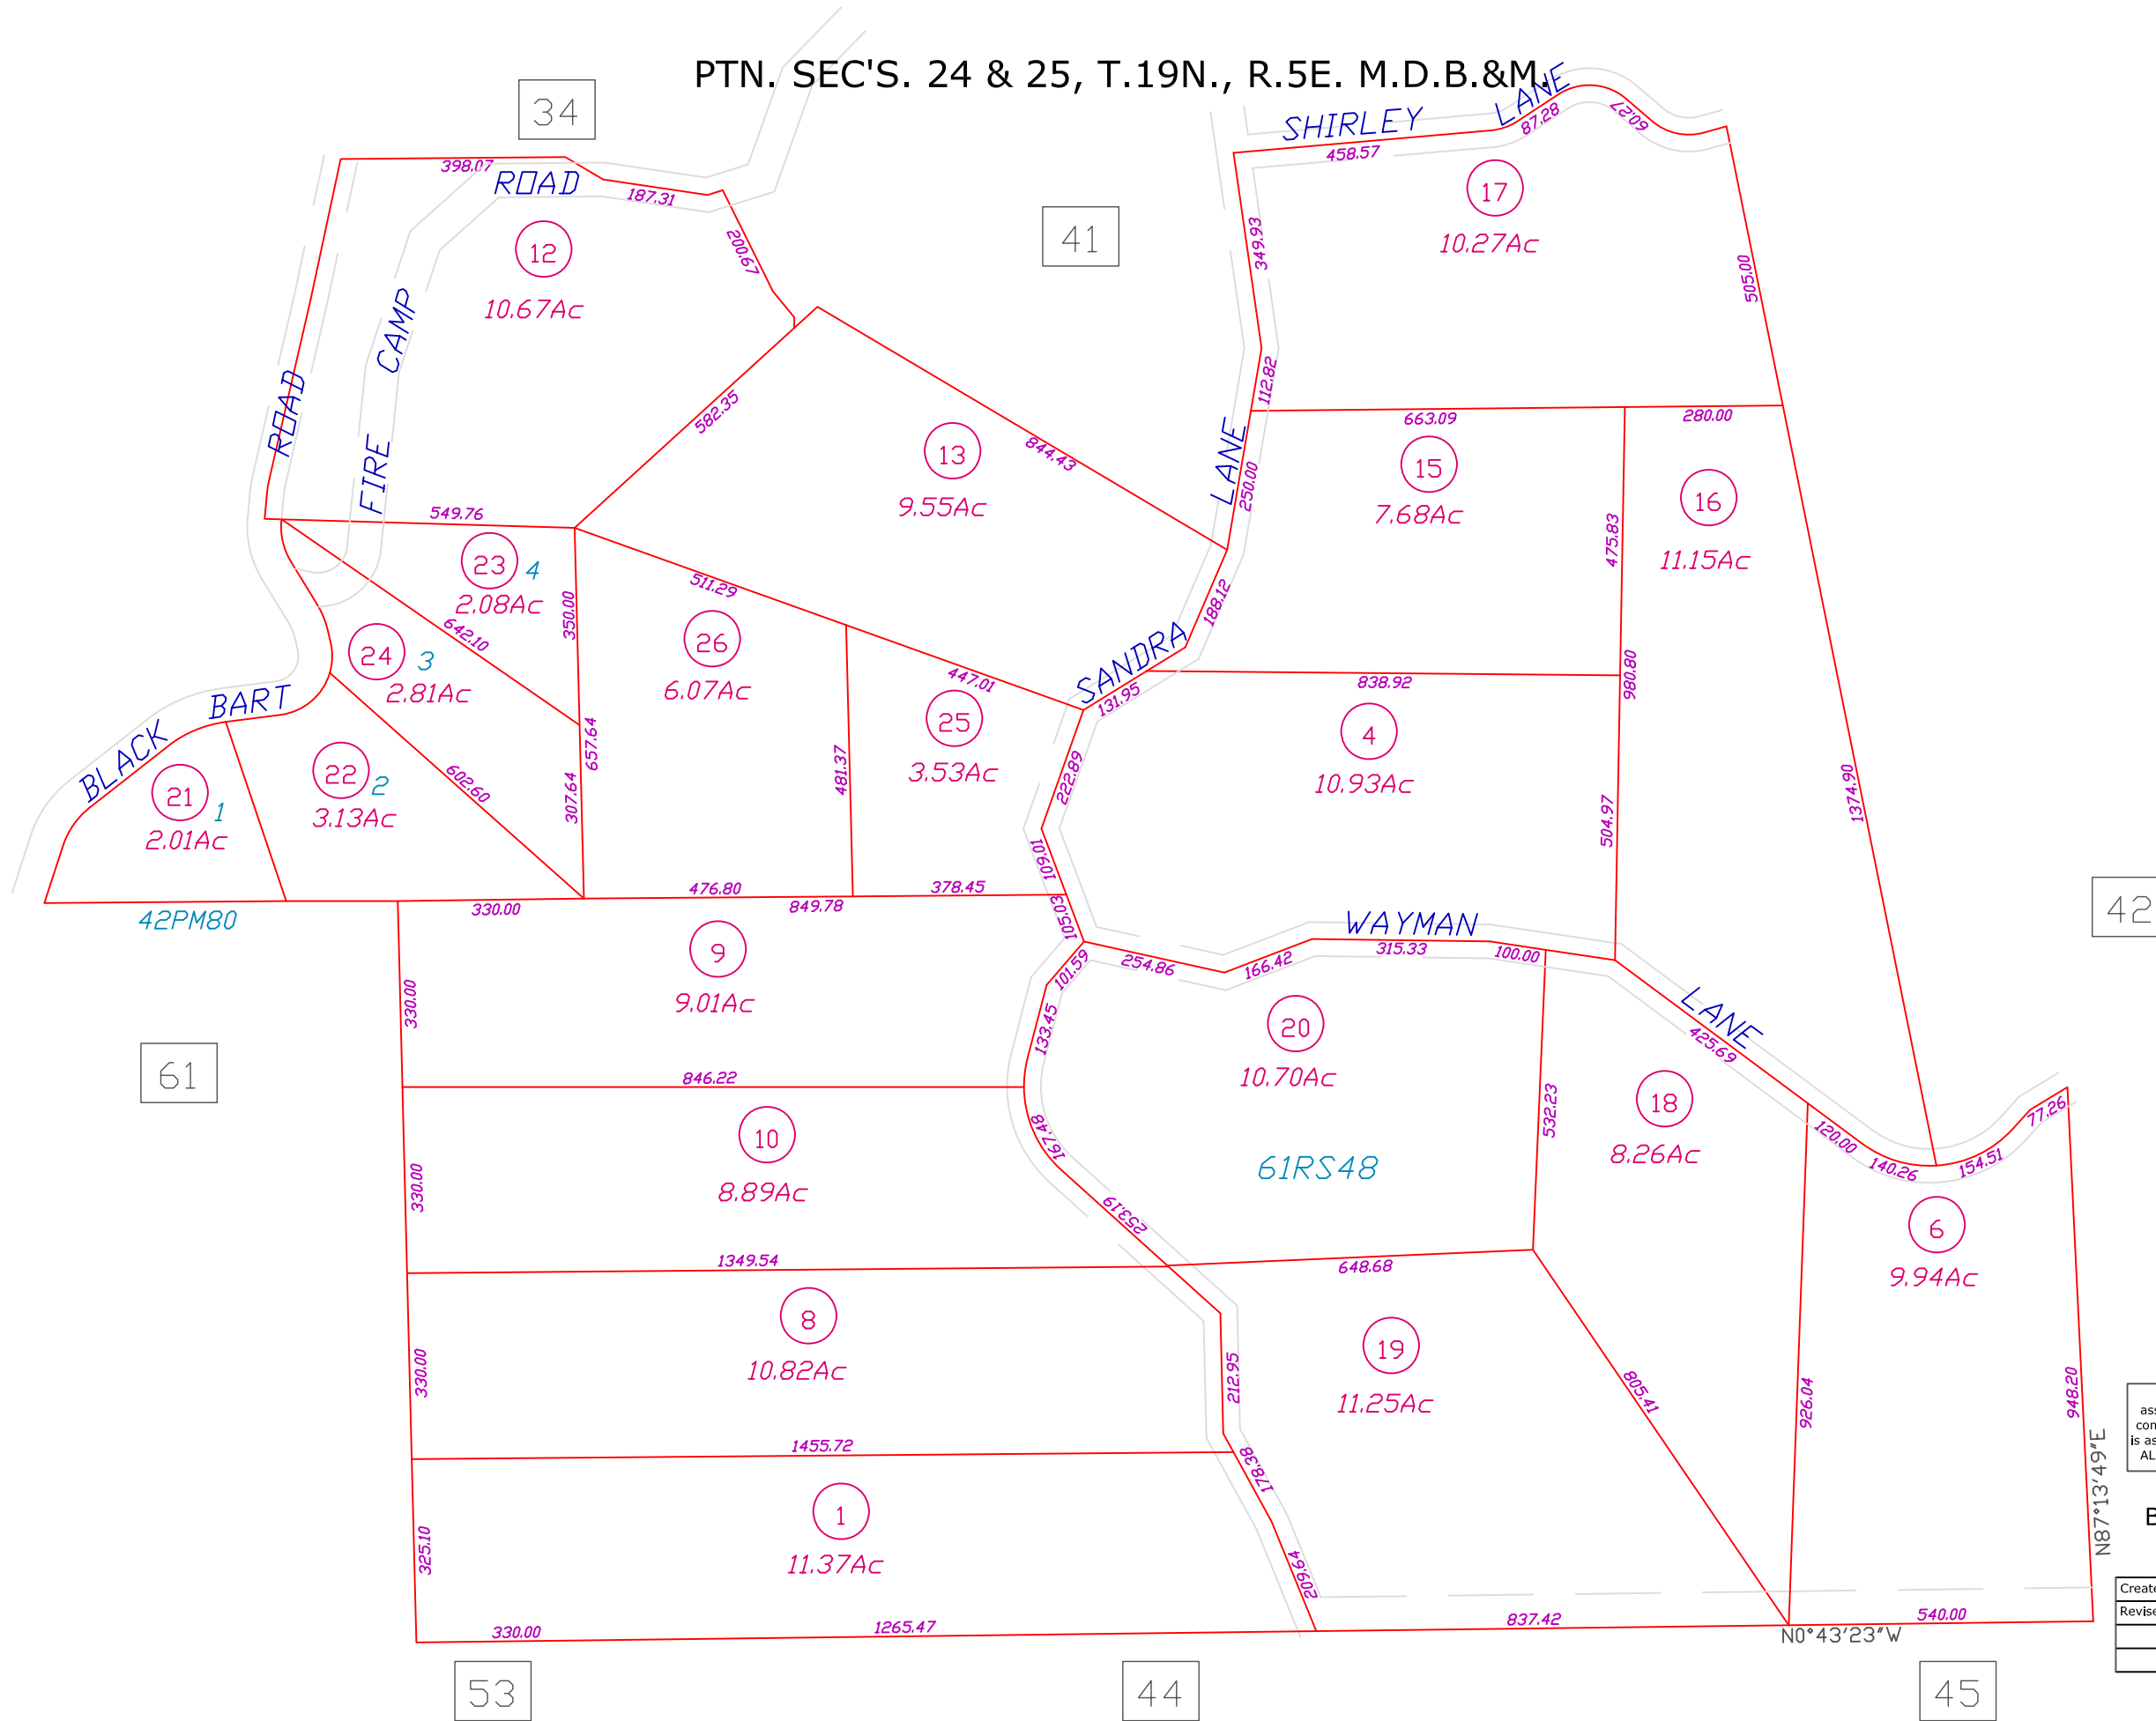 PTN. SEC'S. 24 & 25, T.19N., R.5E. M.D.B.&M.
34
41
42
61
53
44
45
SHIRLEY LANE
458.57
87.28
60.27
17
10.27Ac
349.93
112.82
505.00
663.09
280.00
398.07
ROAD
187.31
200.67
12
10.67Ac
FIRE CAMP
ROAD
582.35
549.76
13
9.55Ac
844.43
LANE
250.00
188.12
15
7.68Ac
475.83
16
11.15Ac
980.80
1374.90
23
4
2.08Ac
350.00
642.10
511.29
26
6.07Ac
24
3
2.81Ac
447.01
SANDRA
131.95
838.92
25
3.53Ac
4
10.93Ac
BLACK BART
21
1
2.01Ac
22
2
3.13Ac
602.60
307.64
657.64
481.37
222.89
109.01
504.97
42PM80
330.00
476.80
849.78
378.45
105.03
WAYMAN
LANE
254.86
166.42
315.33
100.00
101.59
9
9.01Ac
330.00
133.45
20
10.70Ac
425.69
846.22
532.23
18
8.26Ac
120.00
140.26
154.51
77.26
10
8.89Ac
330.00
167.48
253.19
61RS48
6
9.94Ac
1349.54
648.68
8
10.82Ac
330.00
212.95
19
11.25Ac
805.41
926.04
948.20
N87°13'49"E
1455.72
178.38
1
11.37Ac
325.10
209.64
330.00
1265.47
837.42
540.00
N0°43'23"W
is as
AL
B